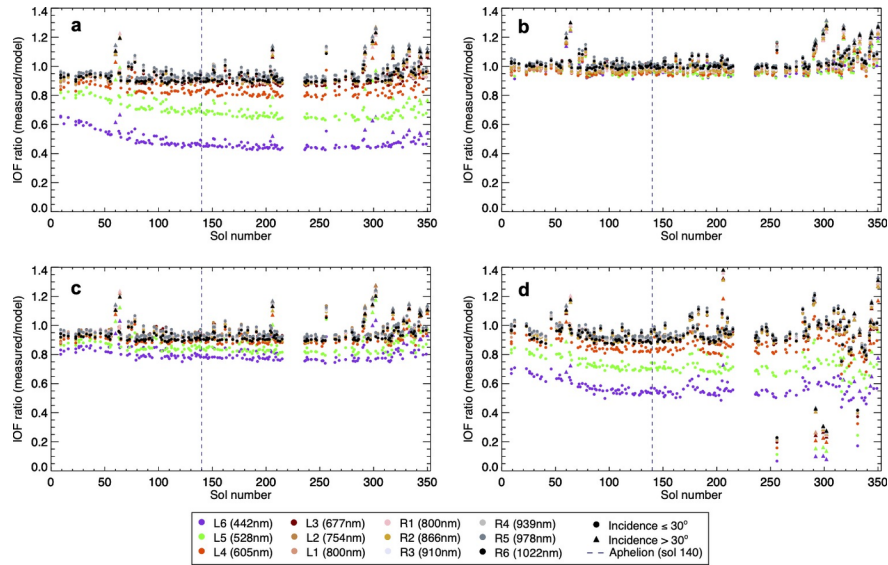 a
b
1.4 1.2 1.0 0.8 0.6 0.4 0.2 0.0
IOF ratio (measured/model)
0 50 100 150 200 250 300 350
Sol number
1.4 1.2 1.0 0.8 0.6 0.4 0.2 0.0
IOF ratio (measured/model)
0 50 100 150 200 250 300 350
Sol number
c
d
1.4 1.2 1.0 0.8 0.6 0.4 0.2 0.0
IOF ratio (measured/model)
0 50 100 150 200 250 300 350
Sol number
1.4 1.2 1.0 0.8 0.6 0.4 0.2 0.0
IOF ratio (measured/model)
0 50 100 150 200 250 300 350
Sol number
L6 (442nm) L3 (677nm) R1 (800nm) R4 (939nm) Incidence ≤ 30°
L5 (528nm) L2 (754nm) R2 (866nm) R5 (978nm) Incidence > 30°
L4 (605nm) L1 (800nm) R3 (910nm) R6 (1022nm) Aphelion (sol 140)